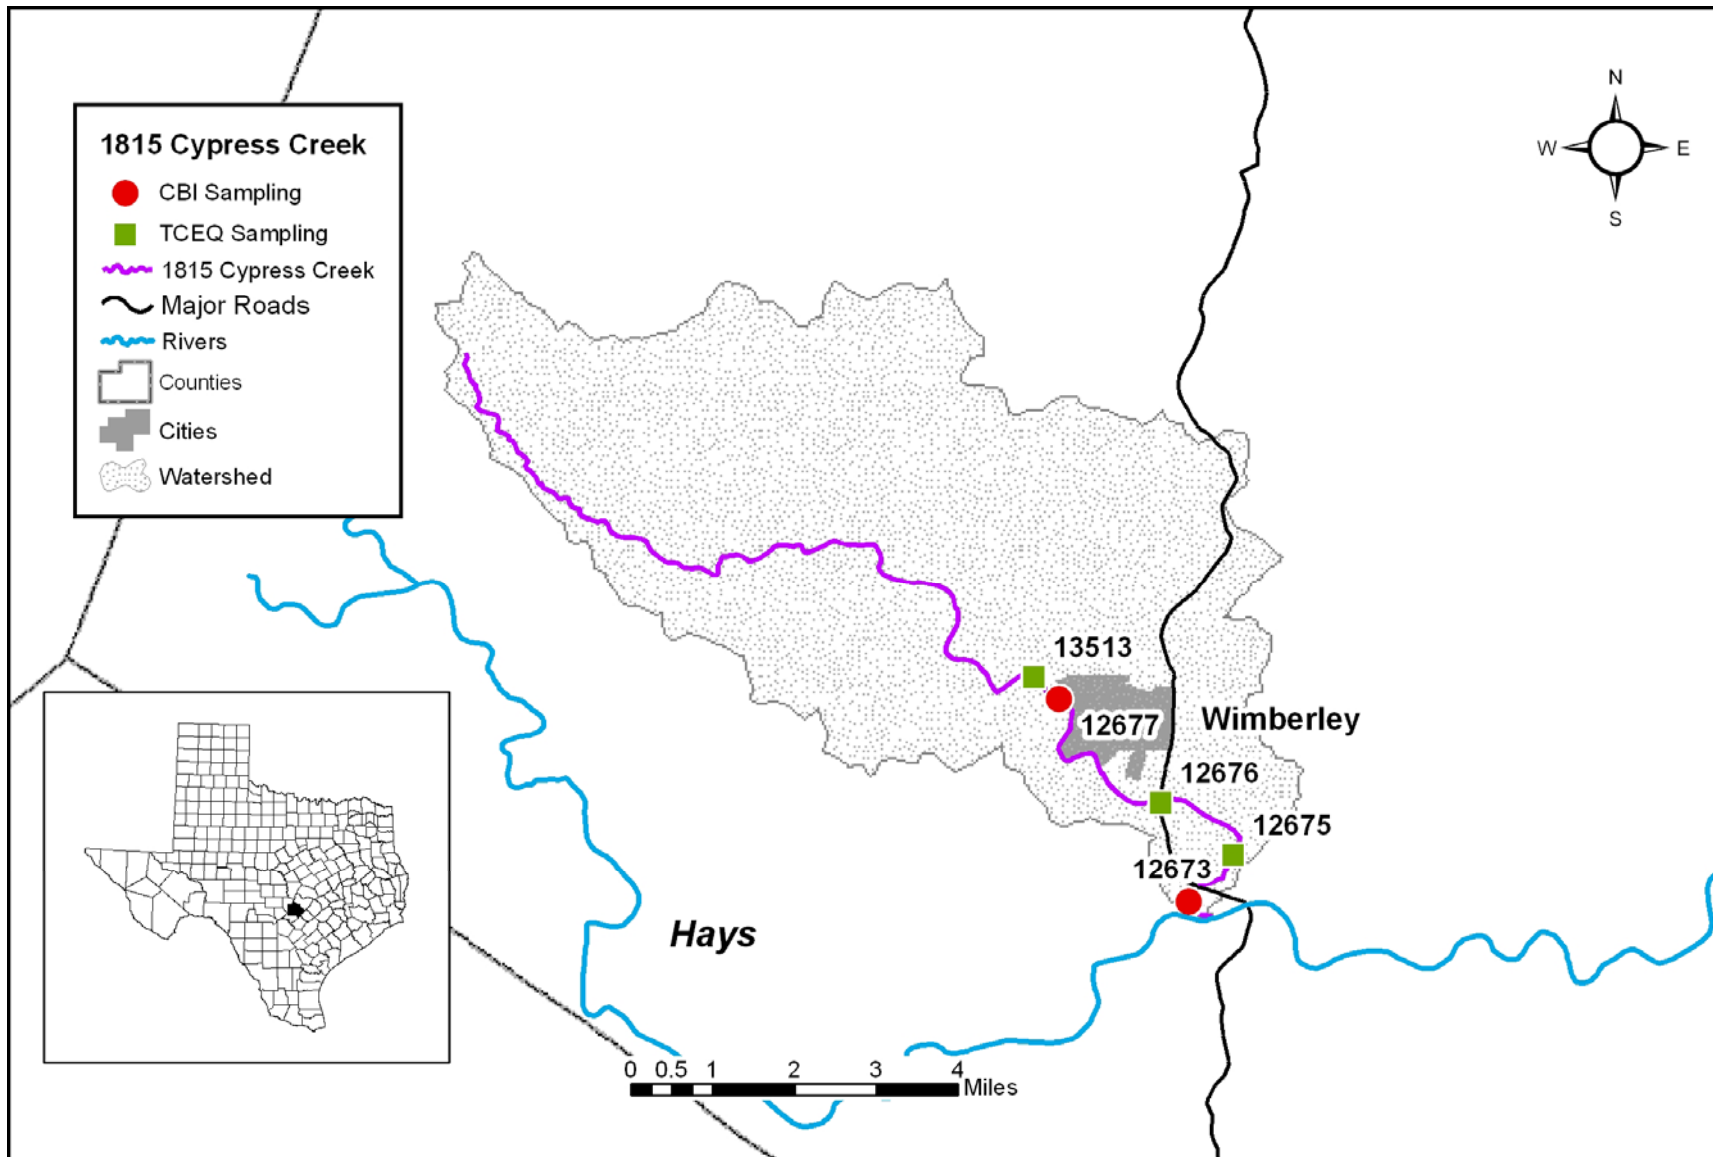 N
W E
S
1815 Cypress Creek
CBI Sampling
TCEQ Sampling
1815 Cypress Creek
Major Roads
Rivers
Counties
Cities
Watershed
13513
12677
Wimberley
12676
12675
12673
Hays
0 0.5 1 2 3 4
Miles